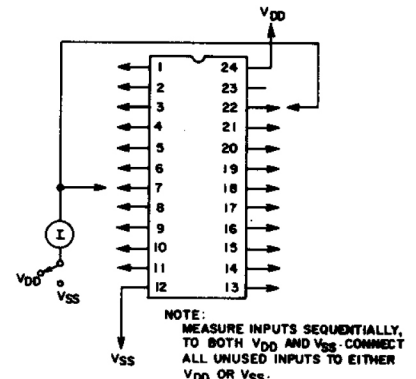 VDD
1 24
2 23
3 22
4 21
5 20
6 19
7 18
8 17
9 16
10 15
11 14
12 13
I
VDD
VSS
VSS
NOTE:
MEASURE INPUTS SEQUENTIALLY,
TO BOTH VDD AND VSS. CONNECT
ALL UNUSED INPUTS TO EITHER
VDD OR VSS.